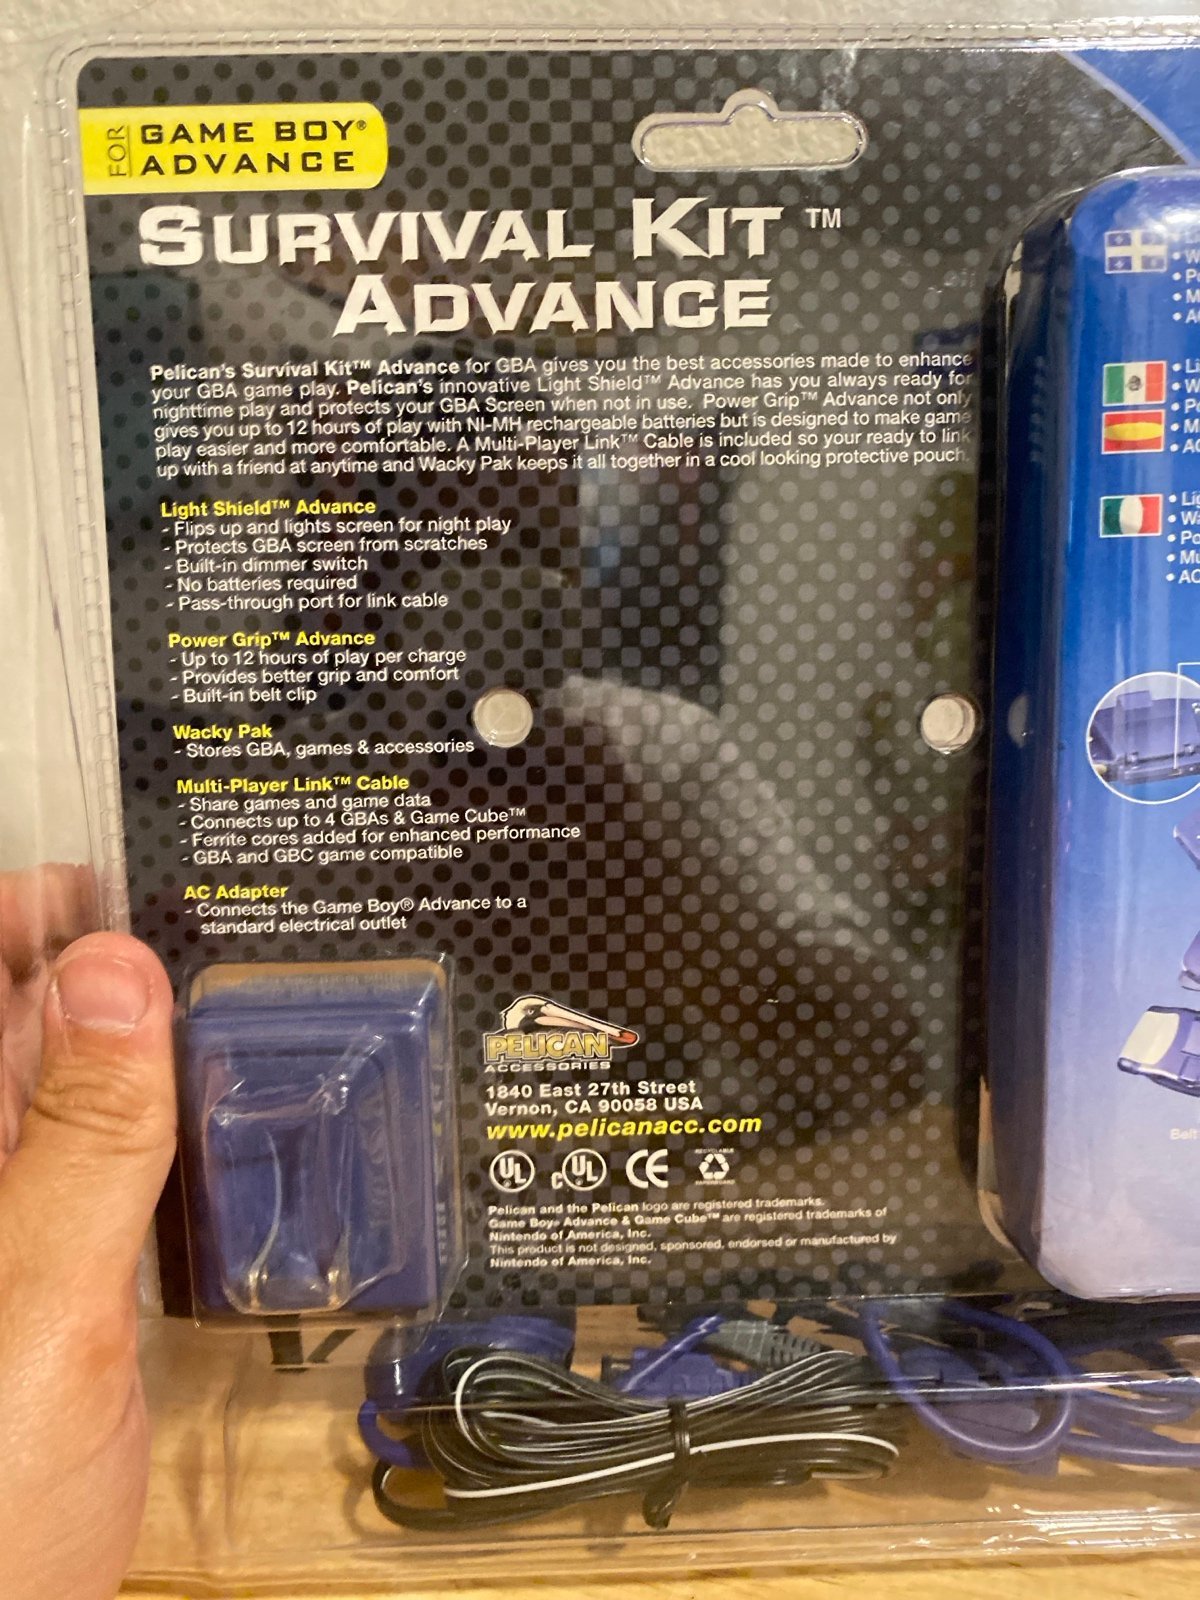 FOR
GAME BOY®
ADVANCE
SURVIVAL KIT™
ADVANCE
Pelican's Survival Kit™ Advance for GBA gives you the best accessories made to enhance
your GBA game play. Pelican's innovative Light Shield™ Advance has you always ready for
nighttime play and protects your GBA Screen when not in use. Power Grip™ Advance not only
gives you up to 12 hours of play with NI-MH rechargeable batteries but is designed to make game
play easier and more comfortable. A Multi-Player Link™ Cable is included so your ready to link
up with a friend at anytime and Wacky Pak keeps it all together in a cool looking protective pouch.
Light Shield™ Advance
- Flips up and lights screen for night play
- Protects GBA screen from scratches
- Built-in dimmer switch
- No batteries required
- Pass-through port for link cable
Power Grip™ Advance
- Up to 12 hours of play per charge
- Provides better grip and comfort
- Built-in belt clip
Wacky Pak
- Stores GBA, games & accessories
Multi-Player Link™ Cable
- Share games and game data
- Connects up to 4 GBAs & Game Cube™
- Ferrite cores added for enhanced performance
- GBA and GBC game compatible
AC Adapter
- Connects the Game Boy® Advance to a
standard electrical outlet
PELICAN
ACCESSORIES
1840 East 27th Street
Vernon, CA 90058 USA
www.pelicanacc.com
UL
c UL
CE
RECYCLABLE
PAPERBOARD
Pelican and the Pelican logo are registered trademarks.
Game Boy® Advance & Game Cube™ are registered trademarks of
Nintendo of America, Inc.
This product is not designed, sponsored, endorsed or manufactured by
Nintendo of America, Inc.
Belt